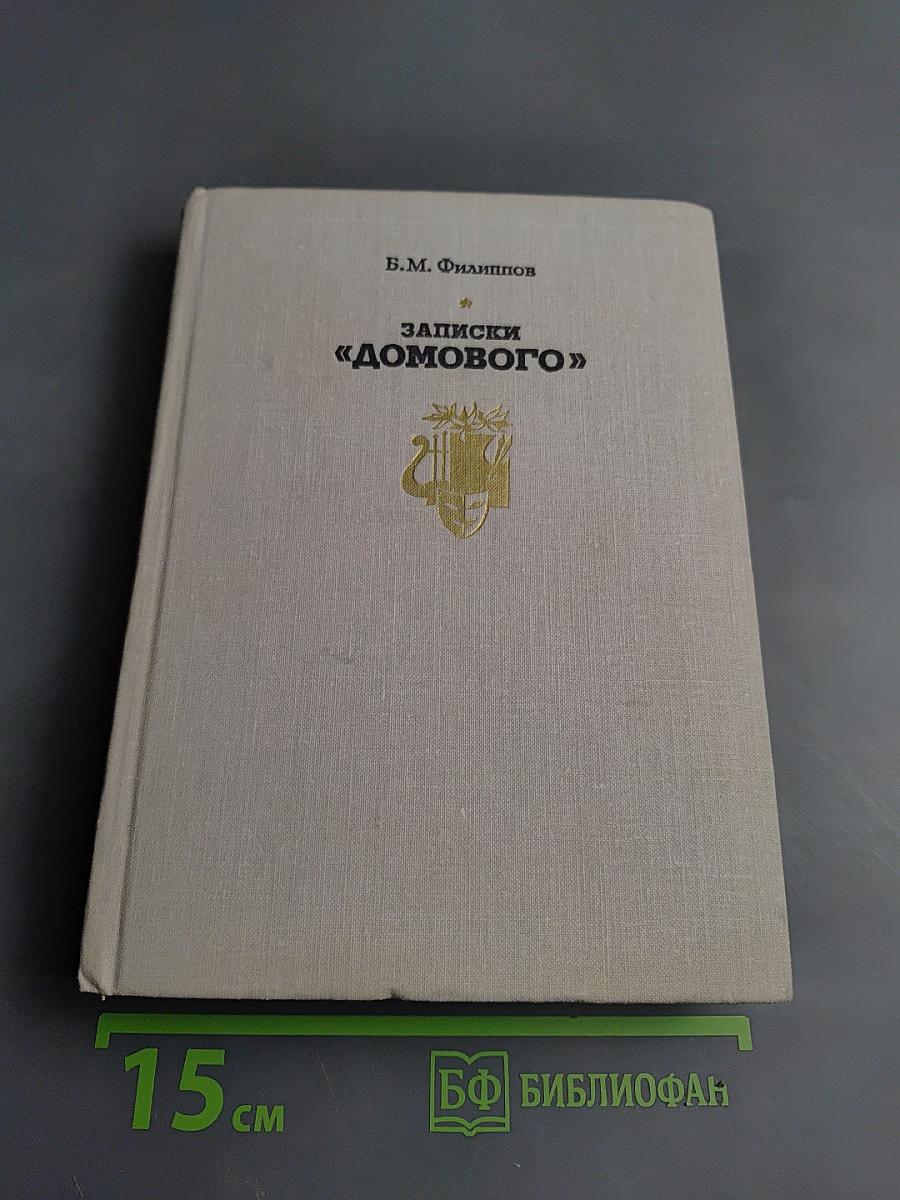 Б.М. Филиппов
ЗАПИСКИ
«ДОМОВОГО»
15 см
БФ БИБЛИОФАН